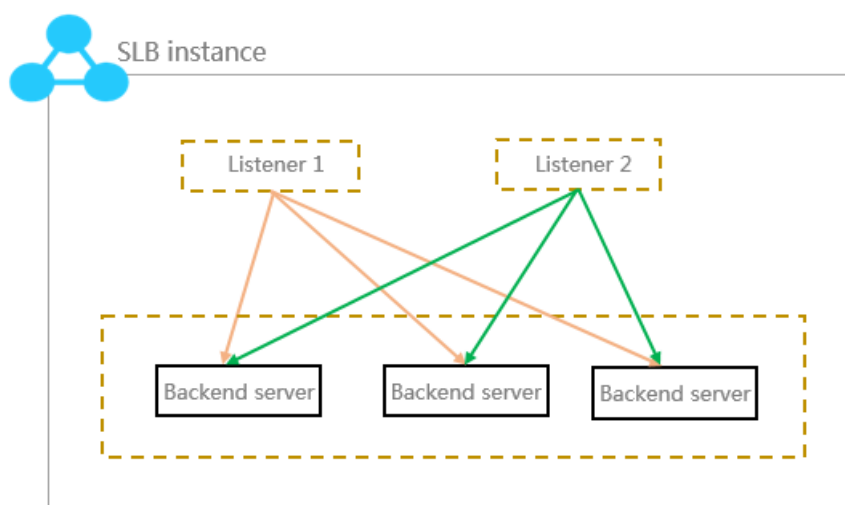 SLB instance
Listener 1
Listener 2
Backend server
Backend server
Backend server